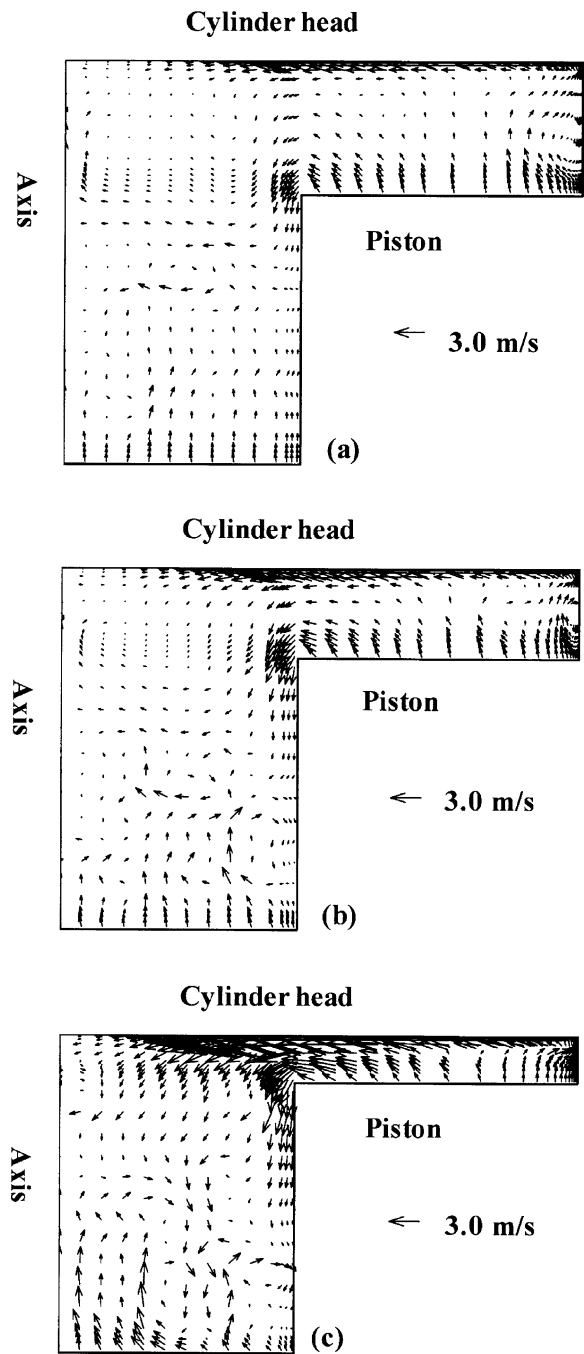 Cylinder head
Axis
Piston
3.0 m/s
(a)
Cylinder head
Axis
Piston
3.0 m/s
(b)
Cylinder head
Axis
Piston
3.0 m/s
(c)